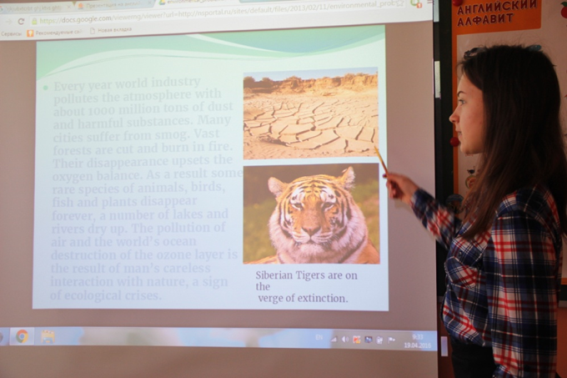 АНГЛИЙСКИЙ
АЛФАВИТ
https://docs.google.com
Every year world industry
pollutes the atmosphere with
about 1000 million tons of dust
and harmful substances. Many
cities suffer from smog. Vast
forests are cut and burn in fire.
Their disappearance upsets the
oxygen balance. As a result some
rare species of animals, birds,
fish and plants disappear
forever, a number of lakes and
rivers dry up. The pollution of
air and the world's ocean
destruction of the ozone layer is
the result of man's careless
interaction with nature, a sign
of ecological crises.
Siberian Tigers are on
the
verge of extinction.